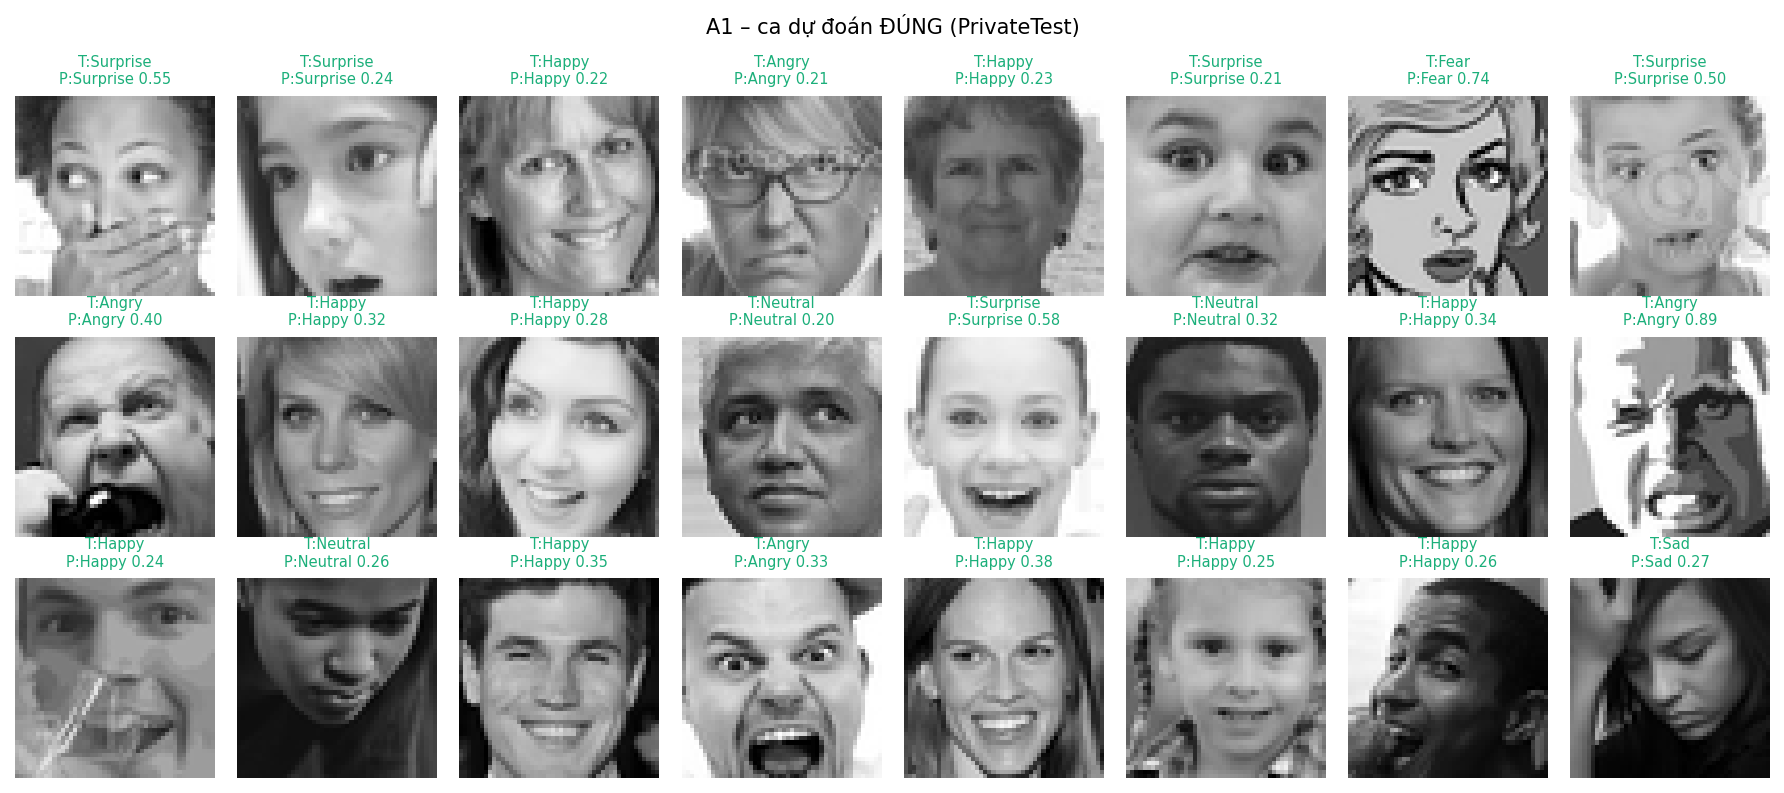 A1 – ca dự đoán ĐÚNG (PrivateTest)
T:Surprise
P:Surprise 0.55
T:Surprise
P:Surprise 0.24
T:Happy
P:Happy 0.22
T:Angry
P:Angry 0.21
T:Happy
P:Happy 0.23
T:Surprise
P:Surprise 0.21
T:Fear
P:Fear 0.74
T:Surprise
P:Surprise 0.50
T:Angry
P:Angry 0.40
T:Happy
P:Happy 0.32
T:Happy
P:Happy 0.28
T:Neutral
P:Neutral 0.20
T:Surprise
P:Surprise 0.58
T:Neutral
P:Neutral 0.32
T:Happy
P:Happy 0.34
T:Angry
P:Angry 0.89
T:Happy
P:Happy 0.24
T:Neutral
P:Neutral 0.26
T:Happy
P:Happy 0.35
T:Angry
P:Angry 0.33
T:Happy
P:Happy 0.38
T:Happy
P:Happy 0.25
T:Happy
P:Happy 0.26
T:Sad
P:Sad 0.27